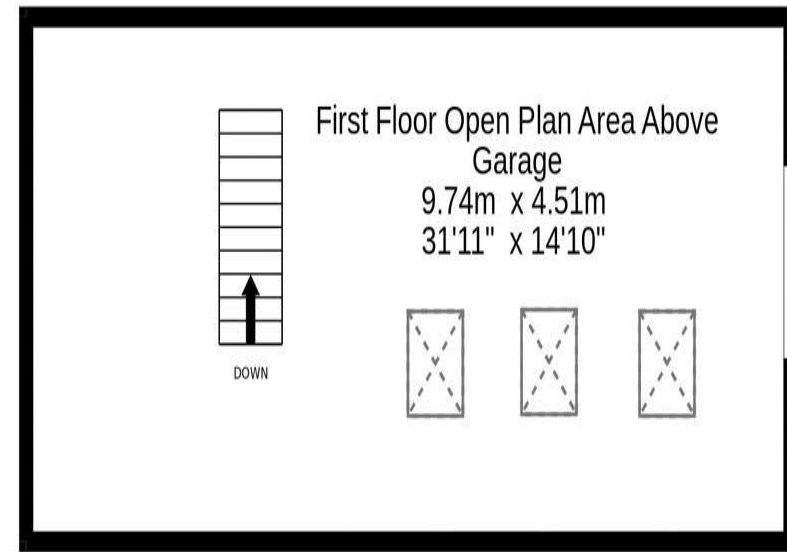 First Floor Open Plan Area Above
Garage
9.74m x 4.51m
31'11" x 14'10"
DOWN